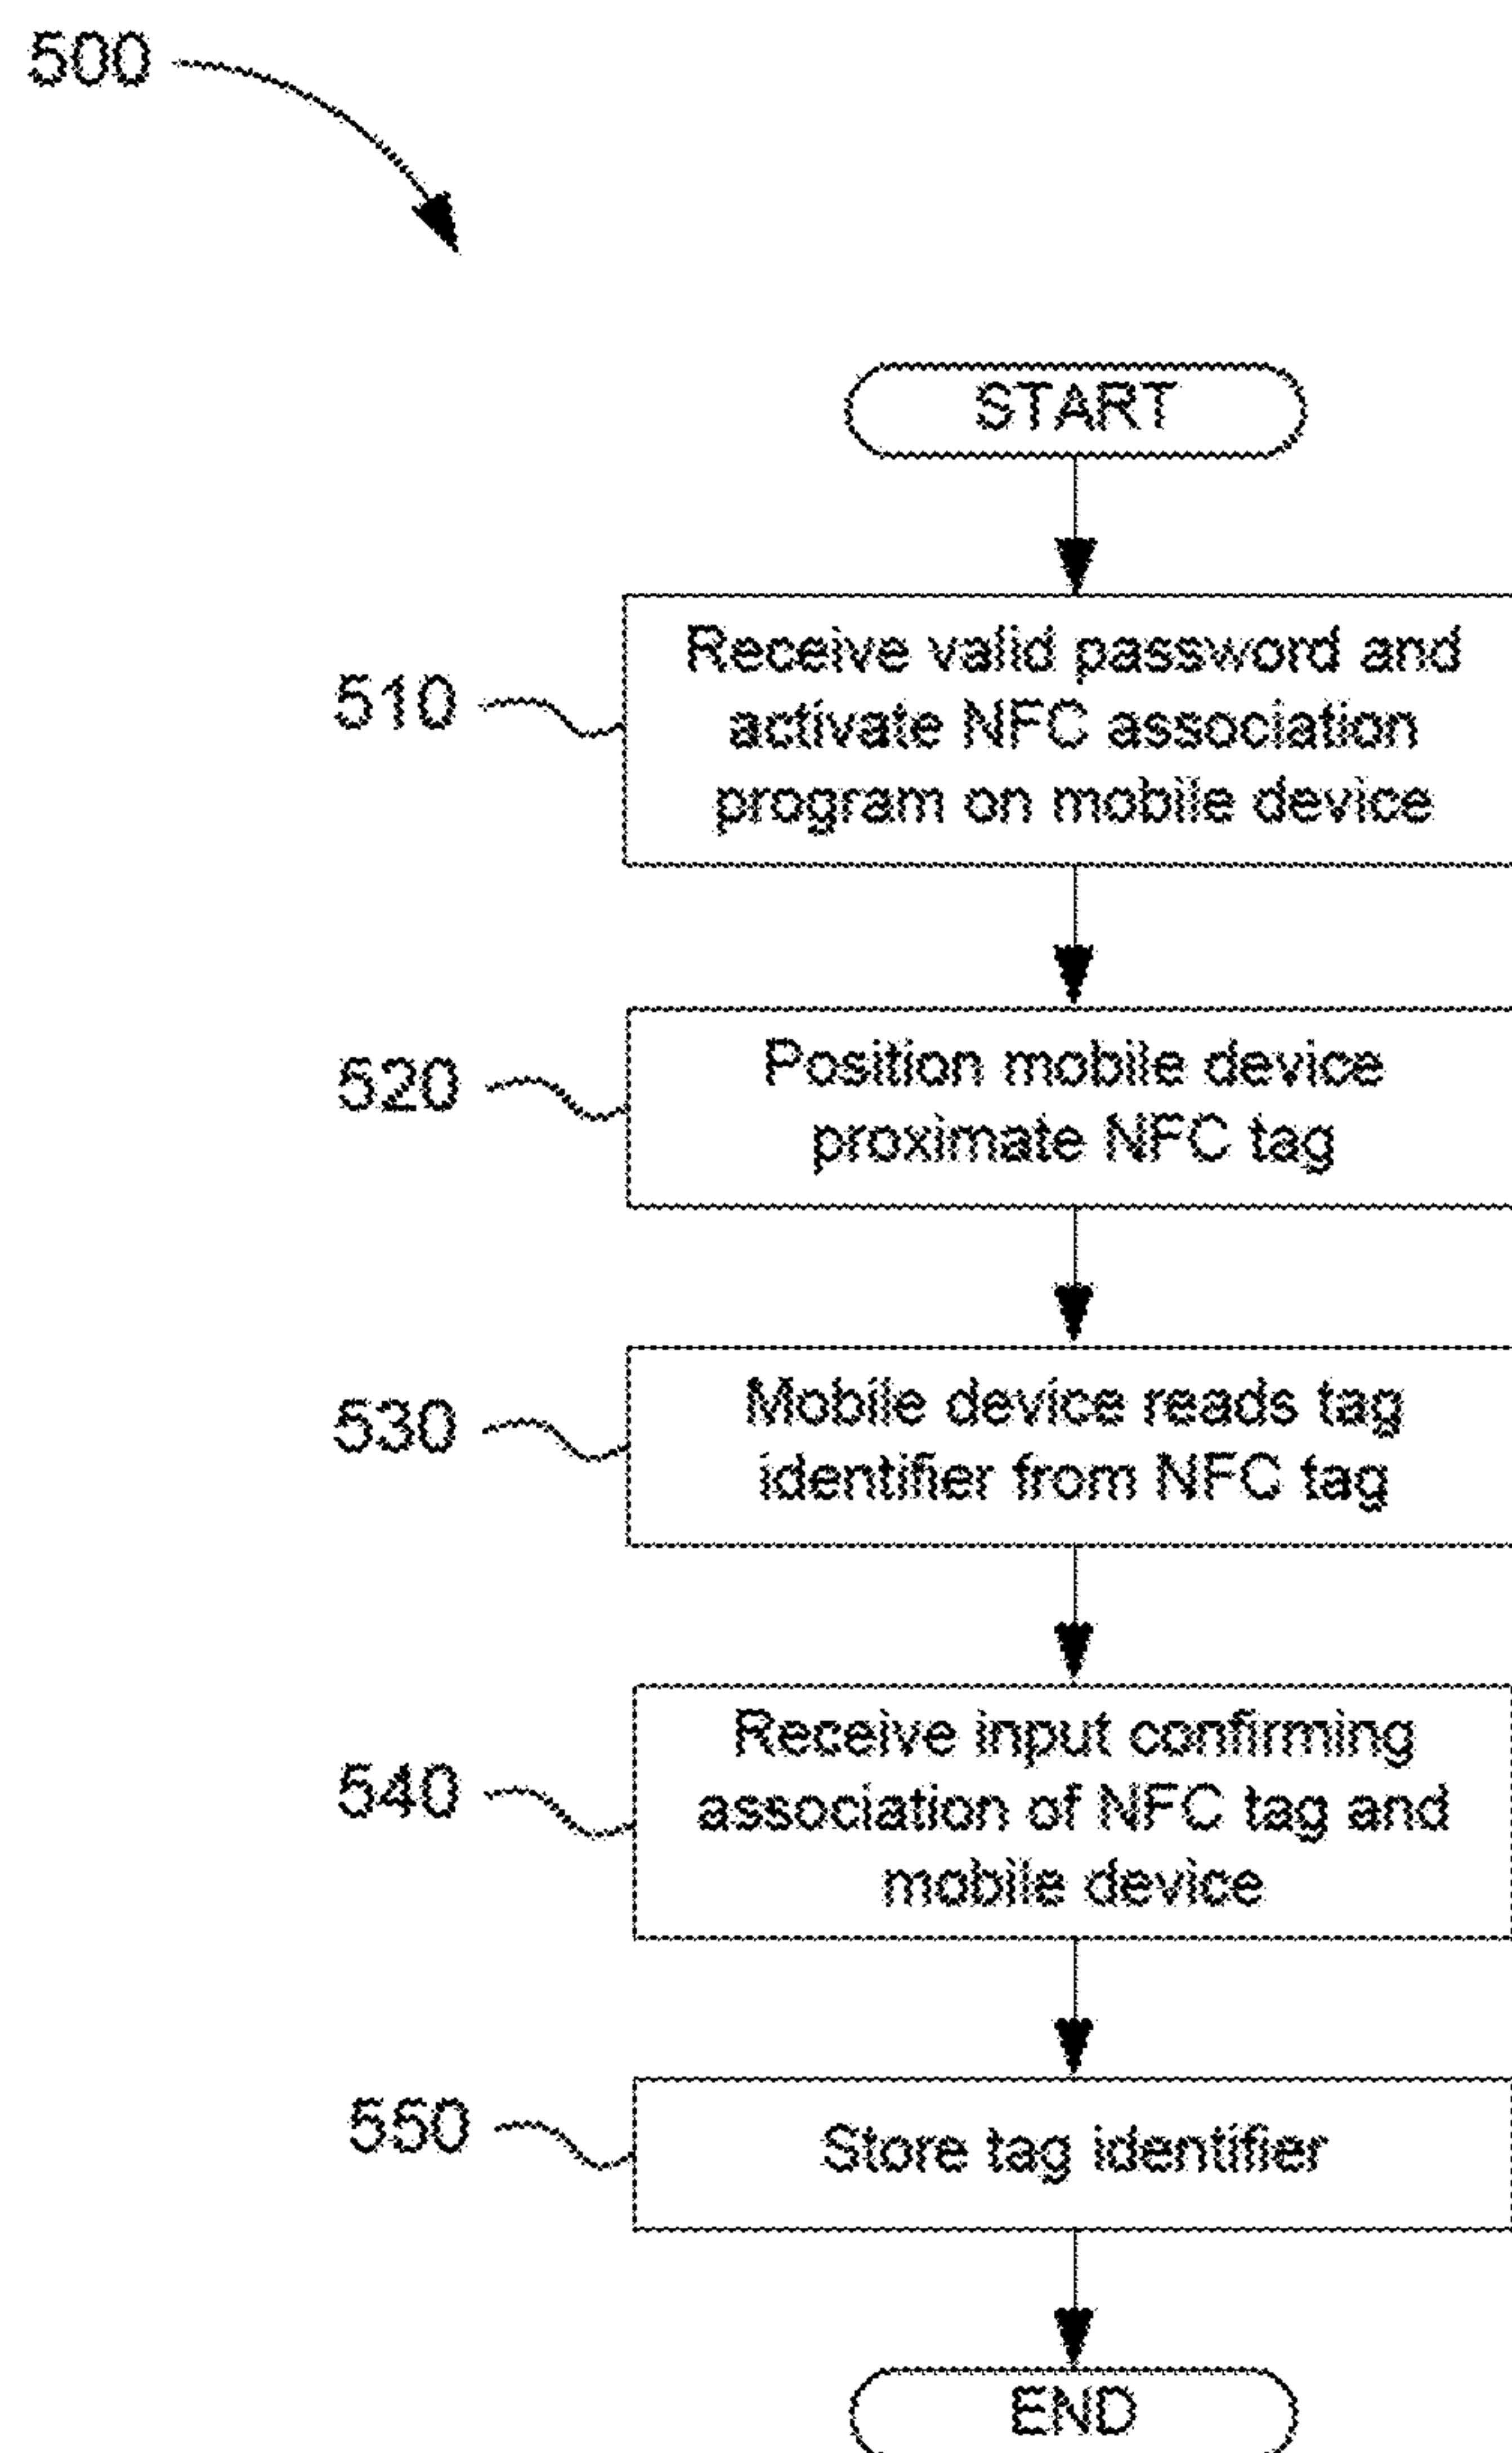 500
START
510
Receive valid password and
activate NFC association
program on mobile device
520
Position mobile device
proximate NFC tag
530
Mobile device reads tag
identifier from NFC tag
540
Receive input confirming
association of NFC tag and
mobile device
550
Store tag identifier
END